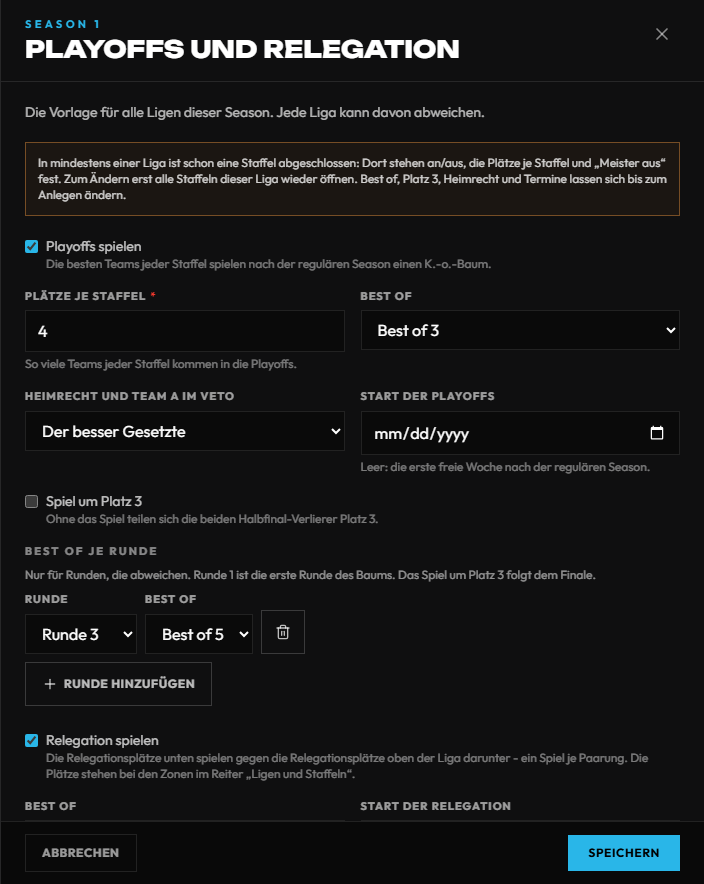 SEASON 1
PLAYOFFS UND RELEGATION
Die Vorlage für alle Ligen dieser Season. Jede Liga kann davon abweichen.
In mindestens einer Liga ist schon eine Staffel abgeschlossen: Dort stehen an/aus, die Plätze je Staffel und „Meister aus“
fest. Zum Ändern erst alle Staffeln dieser Liga wieder öffnen. Best of, Platz 3, Heimrecht und Termine lassen sich bis zum
Anlegen ändern.
Playoffs spielen
Die besten Teams jeder Staffel spielen nach der regulären Season einen K.-o.-Baum.
PLÄTZE JE STAFFEL *
BEST OF
4
Best of 3
So viele Teams jeder Staffel kommen in die Playoffs.
HEIMRECHT UND TEAM A IM VETO
START DER PLAYOFFS
Der besser Gesetzte
mm/dd/yyyy
Leer: die erste freie Woche nach der regulären Season.
Spiel um Platz 3
Ohne das Spiel teilen sich die beiden Halbfinal-Verlierer Platz 3.
BEST OF JE RUNDE
Nur für Runden, die abweichen. Runde 1 ist die erste Runde des Baums. Das Spiel um Platz 3 folgt dem Finale.
RUNDE
BEST OF
Runde 3
Best of 5
+ RUNDE HINZUFÜGEN
Relegation spielen
Die Relegationsplätze unten spielen gegen die Relegationsplätze oben der Liga darunter - ein Spiel je Paarung. Die
Plätze stehen bei den Zonen im Reiter „Ligen und Staffeln“.
BEST OF
START DER RELEGATION
ABBRECHEN
SPEICHERN